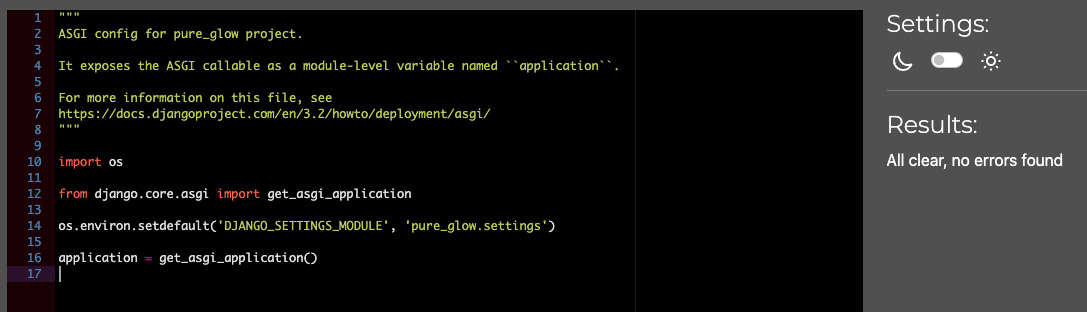 1 """
2 ASGI config for pure_glow project.
3
4 It exposes the ASGI callable as a module-level variable named ``application``.
5
6 For more information on this file, see
7 https://docs.djangoproject.com/en/3.2/howto/deployment/asgi/
8 """
9
10 import os
11
12 from django.core.asgi import get_asgi_application
13
14 os.environ.setdefault('DJANGO_SETTINGS_MODULE', 'pure_glow.settings')
15
16 application = get_asgi_application()
17
Settings:
Results:
All clear, no errors found